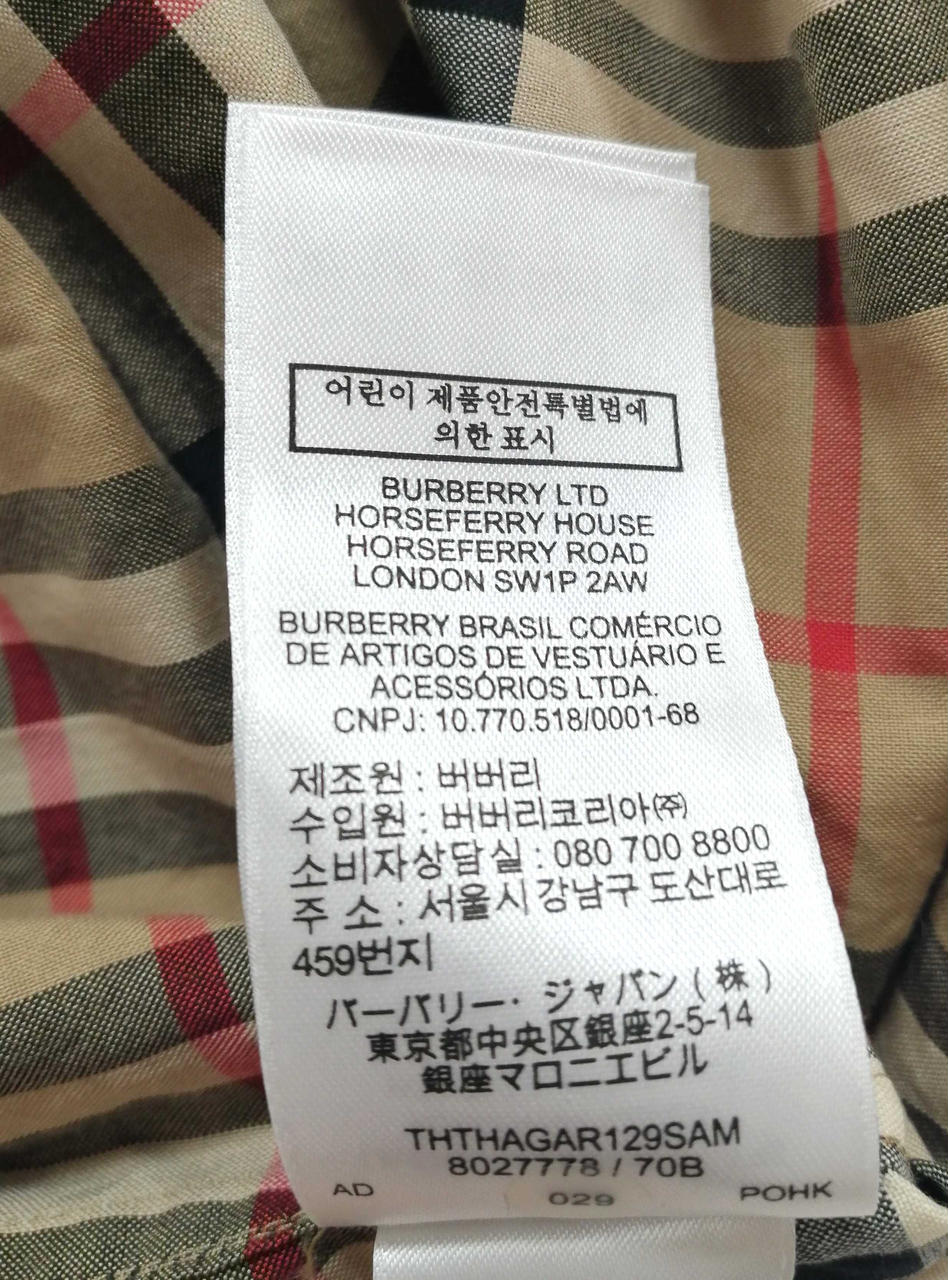 어린이 제품안전특별법에
의한 표시
BURBERRY LTD
HORSEFERRY HOUSE
HORSEFERRY ROAD
LONDON SW1P 2AW
BURBERRY BRASIL COMÉRCIO
DE ARTIGOS DE VESTUÁRIO E
ACESSÓRIOS LTDA.
CNPJ: 10.770.518/0001-68
제조원 : 버버리
수입원 : 버버리코리아㈜
소비자상담실 : 080 700 8800
주 소 : 서울시 강남구 도산대로
459번지
バーバリー・ジャパン(株)
東京都中央区銀座2-5-14
銀座マロニエビル
THTHAGAR129SAM
8027778 / 70B
AD 029 POHK